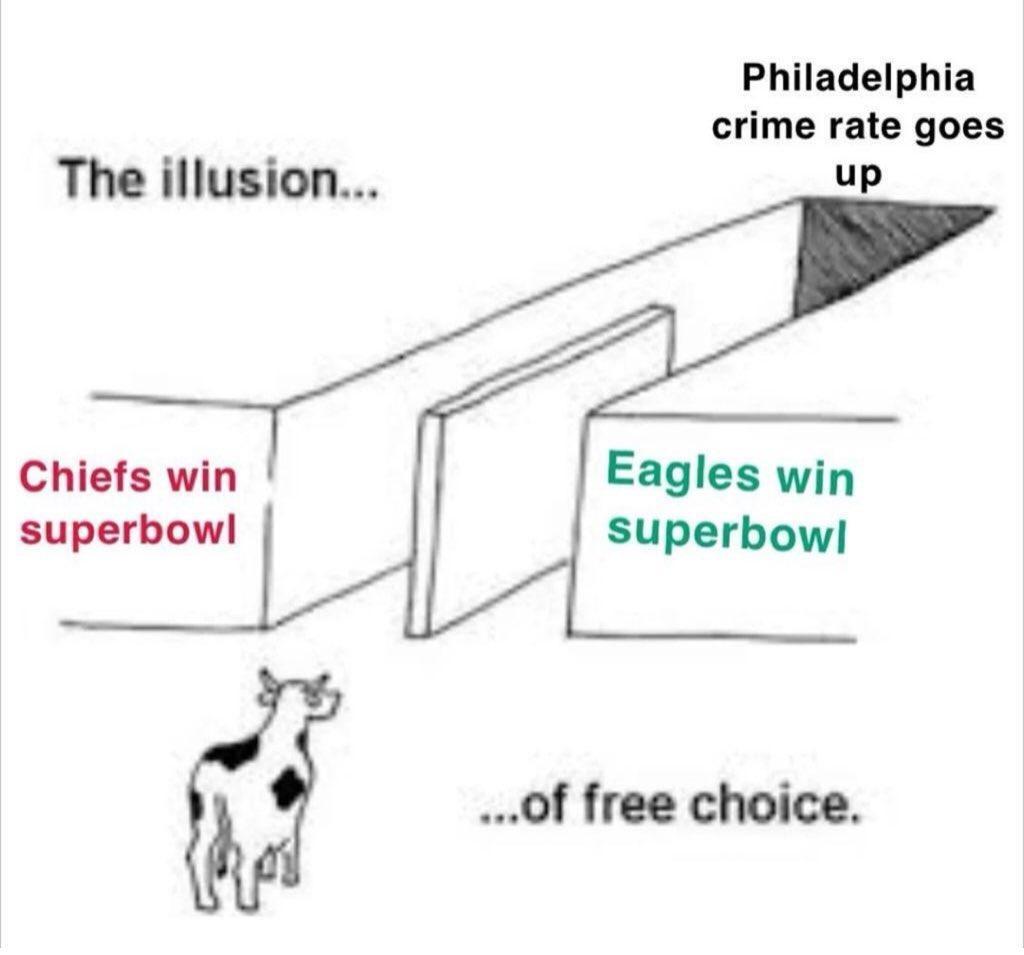 Philadelphia
crime rate goes
up
The illusion...
Chiefs win
superbowl
Eagles win
superbowl
...of free choice.